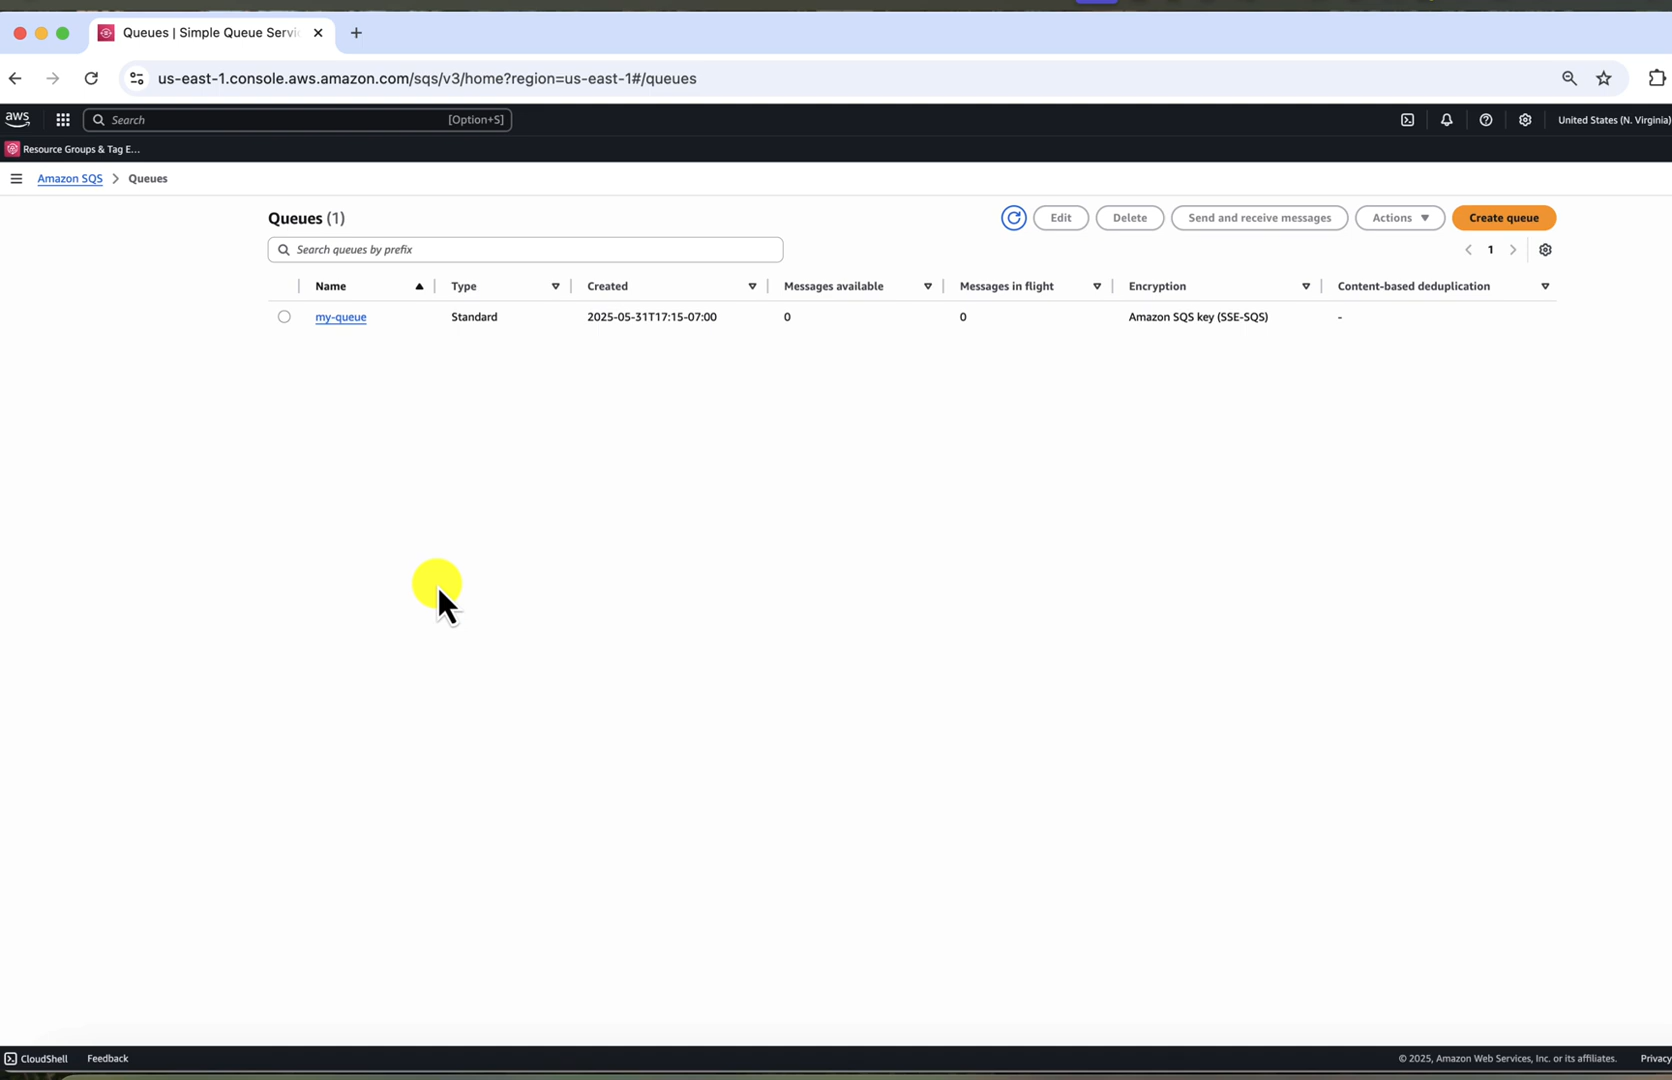 Queues | Simple Queue Servi
us-east-1.console.aws.amazon.com/sqs/v3/home?region=us-east-1#/queues
aws Search [Option+S] United States (N. Virginia)
Resource Groups & Tag E...
Amazon SQS > Queues
Queues (1) Edit Delete Send and receive messages Actions Create queue
Search queues by prefix 1
Name Type Created Messages available Messages in flight Encryption Content-based deduplication
my-queue Standard 2025-05-31T17:15-07:00 0 0 Amazon SQS key (SSE-SQS) -
CloudShell Feedback © 2025, Amazon Web Services, Inc. or its affiliates. Privacy